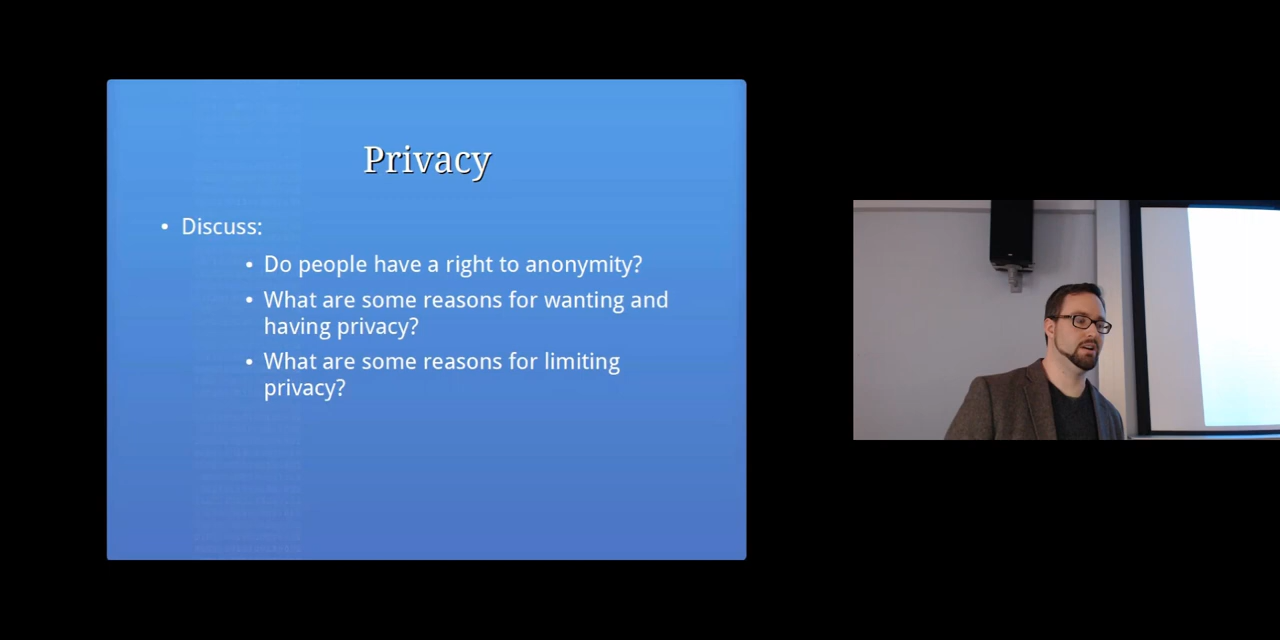 Privacy
• Discuss:
• Do people have a right to anonymity?
• What are some reasons for wanting and
having privacy?
• What are some reasons for limiting
privacy?